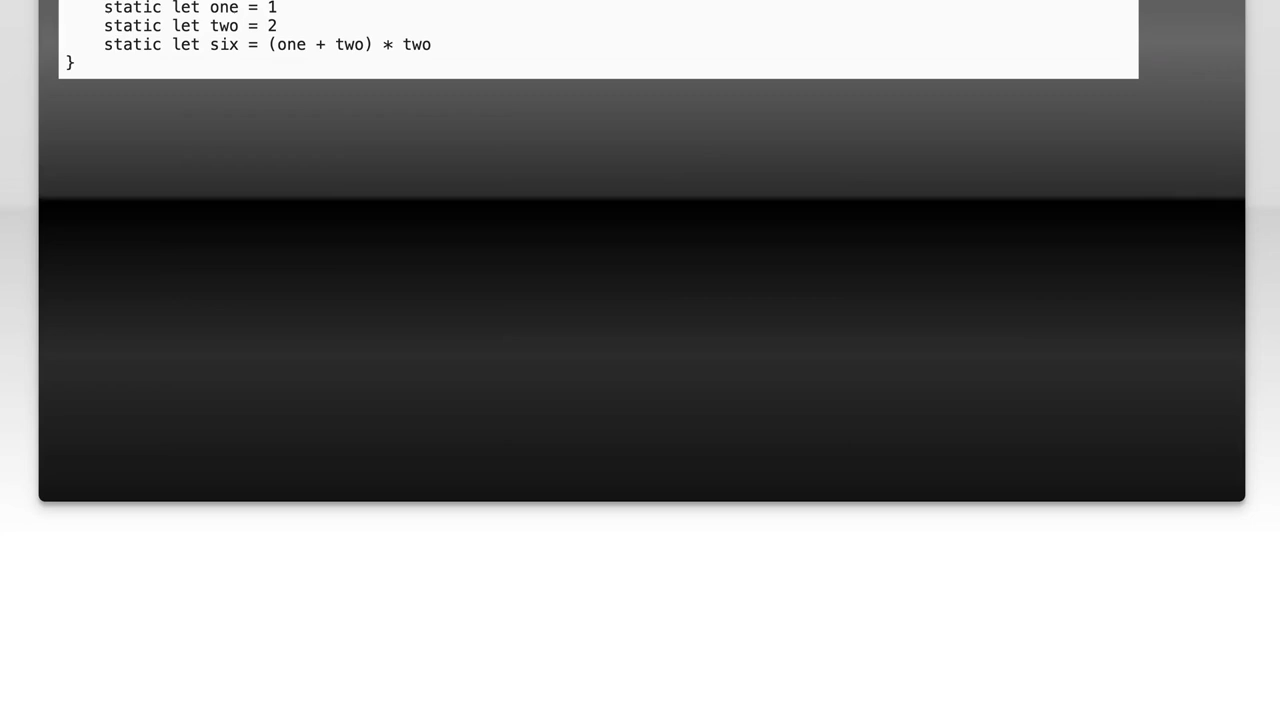 static let one = 1
static let two = 2
static let six = (one + two) * two
}